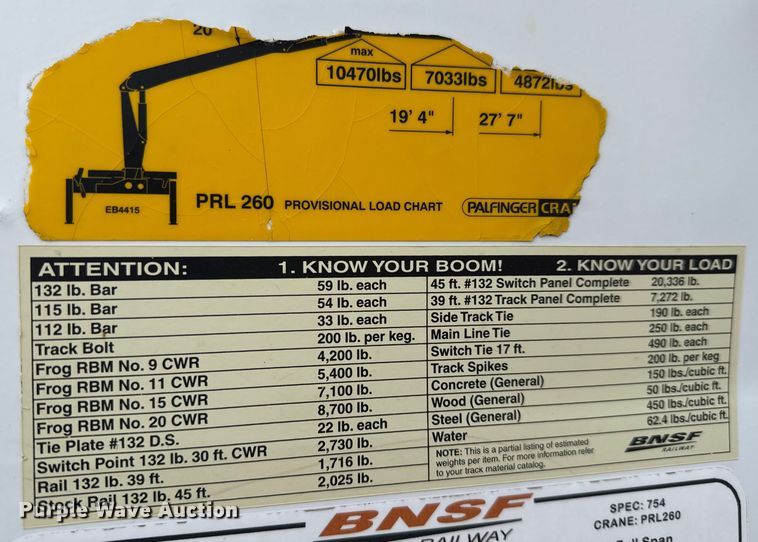 20
max
10470lbs 7033lbs 4872lbs
19' 4" 27' 7"
EB4415
PRL 260 PROVISIONAL LOAD CHART PALFINGER CRA
ATTENTION: 1. KNOW YOUR BOOM! 2. KNOW YOUR LOAD
132 lb. Bar 59 lb. each
115 lb. Bar 54 lb. each
112 lb. Bar 33 lb. each
Track Bolt 200 lb. per keg.
Frog RBM No. 9 CWR 4,200 lb.
Frog RBM No. 11 CWR 5,400 lb.
Frog RBM No. 15 CWR 7,100 lb.
Frog RBM No. 20 CWR 8,700 lb.
Tie Plate #132 D.S. 22 lb. each
Switch Point 132 lb. 30 ft. CWR 2,730 lb.
Rail 132 lb. 39 ft. 1,716 lb.
Stock Rail 132 lb. 45 ft. 2,025 lb.
45 ft. #132 Switch Panel Complete 20,336 lb.
39 ft. #132 Track Panel Complete 7,272 lb.
Side Track Tie 190 lb. each
Main Line Tie 250 lb. each
Switch Tie 17 ft. 490 lb. each
Track Spikes 200 lb. per keg
Concrete (General) 150 lbs./cubic ft.
Wood (General) 50 lbs./cubic ft.
Steel (General) 450 lbs./cubic ft.
Water 62.4 lbs./cubic ft.
NOTE: This is a partial listing of estimated
weights per item. For more information refer
to your track material catalog.
BNSF
RAILWAY
BNSF
RAILWAY
SPEC: 754
CRANE: PRL260
Full Span
Purple Wave Auction